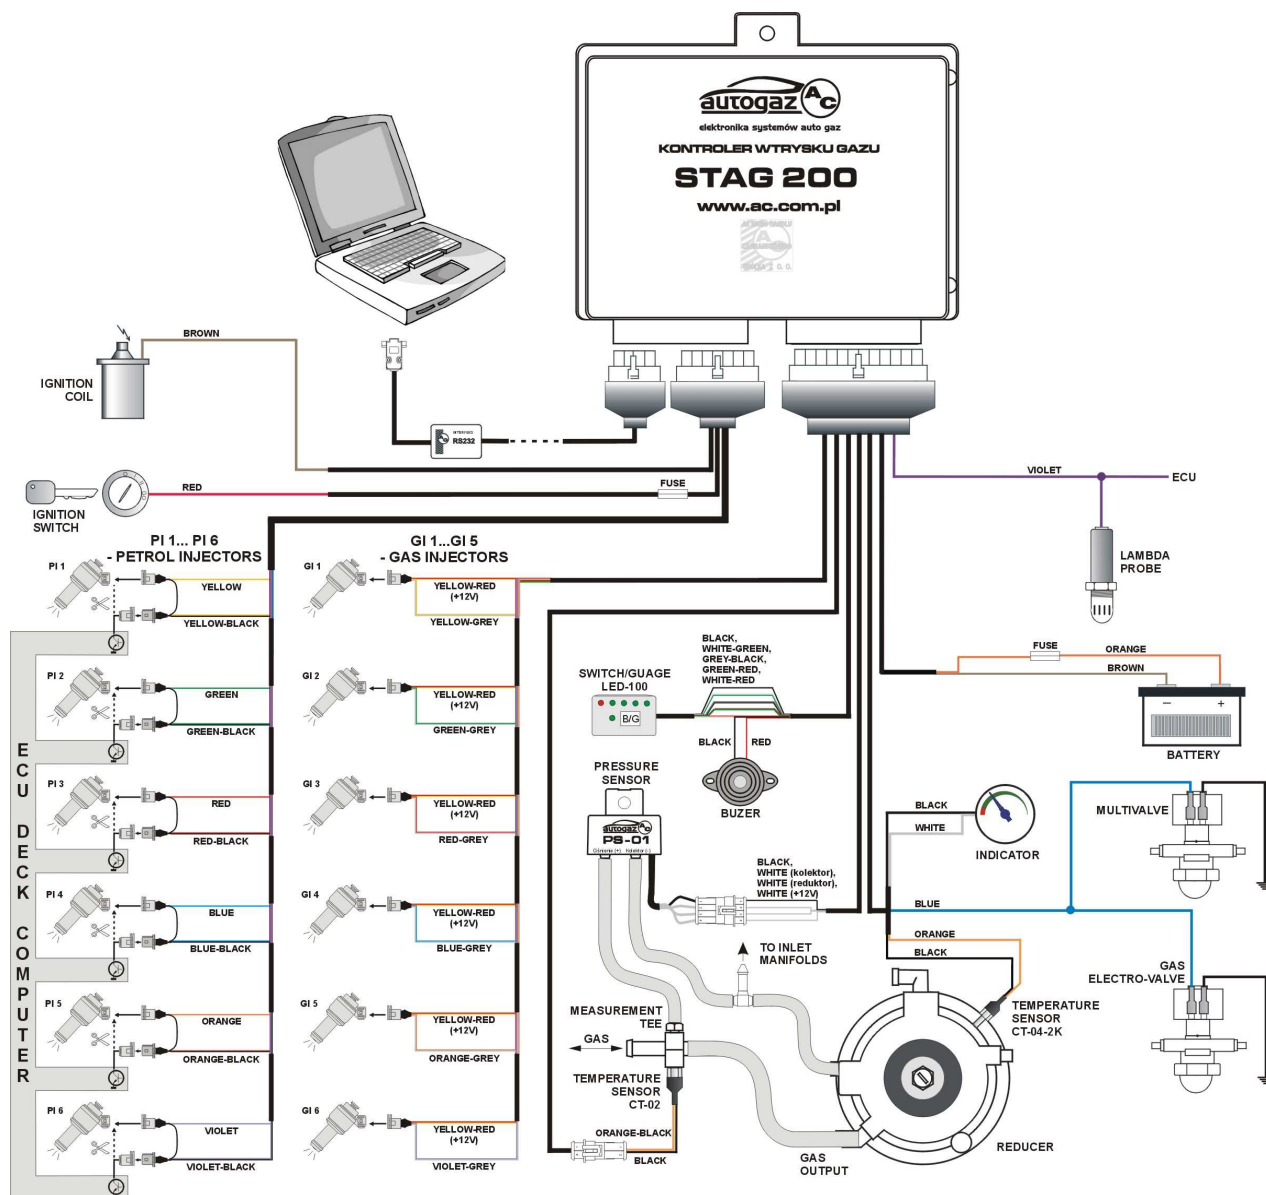 autogaz AC
elektronika systemów auto gaz
KONTROLER WTRYSKU GAZU
STAG 200
www.ac.com.pl
BROWN
IGNITION
COIL
INTERFEJS
RS232
RED
FUSE
IGNITION
SWITCH
VIOLET
ECU
LAMBDA
PROBE
PI 1... PI 6
- PETROL INJECTORS
GI 1...GI 5
- GAS INJECTORS
PI 1
YELLOW
YELLOW-BLACK
PI 2
GREEN
GREEN-BLACK
PI 3
RED
RED-BLACK
PI 4
BLUE
BLUE-BLACK
PI 5
ORANGE
ORANGE-BLACK
PI 6
VIOLET
VIOLET-BLACK
ECU DECK COMPUTER
GI 1
YELLOW-RED
(+12V)
YELLOW-GREY
GI 2
YELLOW-RED
(+12V)
GREEN-GREY
GI 3
YELLOW-RED
(+12V)
RED-GREY
GI 4
YELLOW-RED
(+12V)
BLUE-GREY
GI 5
YELLOW-RED
(+12V)
ORANGE-GREY
GI 6
YELLOW-RED
(+12V)
VIOLET-GREY
BLACK,
WHITE-GREEN,
GREY-BLACK,
GREEN-RED,
WHITE-RED
SWITCH/GUAGE
LED-100
B/G
BLACK
RED
BUZER
FUSE
ORANGE
BROWN
− +
BATTERY
PRESSURE
SENSOR
autogaz AC
PS-01
Ciśnienie (+) Kolektor (-)
BLACK,
WHITE (kolektor),
WHITE (reduktor),
WHITE (+12V)
BLACK
WHITE
INDICATOR
MULTIVALVE
BLUE
ORANGE
BLACK
TO INLET
MANIFOLDS
GAS
ELECTRO-VALVE
TEMPERATURE
SENSOR
CT-04-2K
MEASUREMENT
TEE
GAS
TEMPERATURE
SENSOR
CT-02
ORANGE-BLACK
BLACK
GAS
OUTPUT
REDUCER